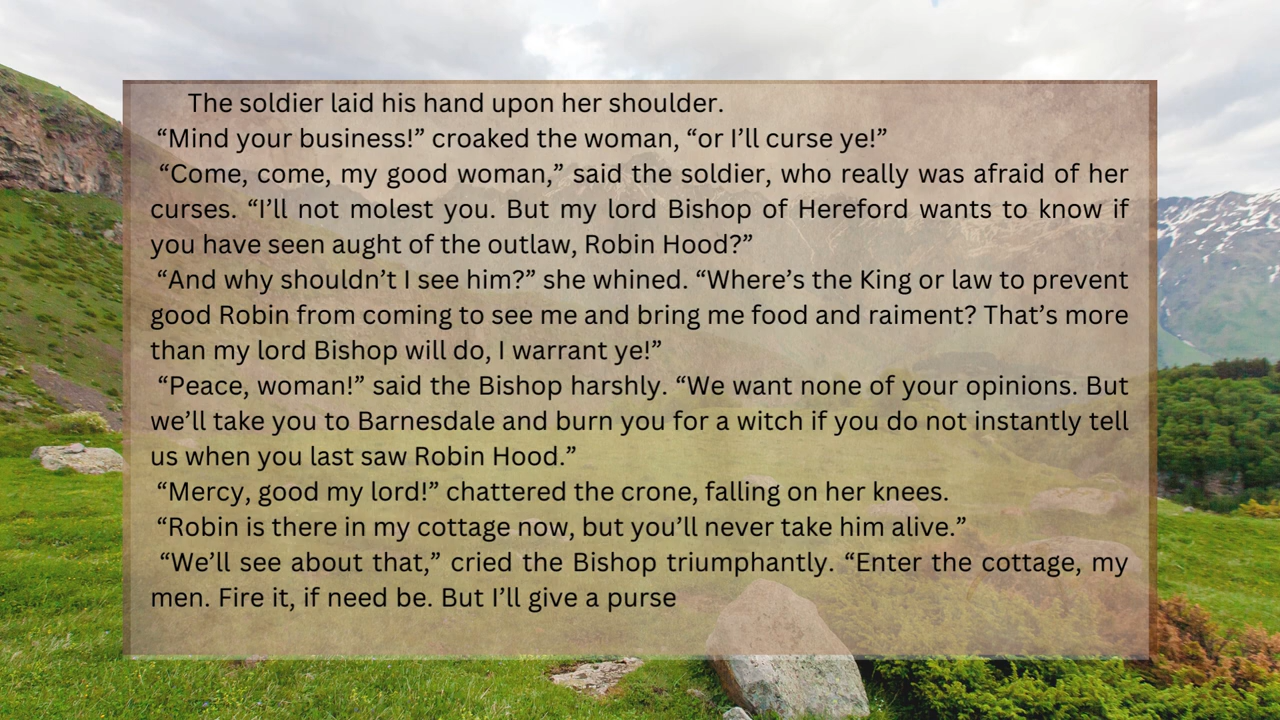 The soldier laid his hand upon her shoulder.
“Mind your business!” croaked the woman, “or I’ll curse ye!”
“Come, come, my good woman,” said the soldier, who really was afraid of her
curses. “I’ll not molest you. But my lord Bishop of Hereford wants to know if
you have seen aught of the outlaw, Robin Hood?”
“And why shouldn’t I see him?” she whined. “Where’s the King or law to prevent
good Robin from coming to see me and bring me food and raiment? That’s more
than my lord Bishop will do, I warrant ye!”
“Peace, woman!” said the Bishop harshly. “We want none of your opinions. But
we’ll take you to Barnesdale and burn you for a witch if you do not instantly tell
us when you last saw Robin Hood.”
“Mercy, good my lord!” chattered the crone, falling on her knees.
“Robin is there in my cottage now, but you’ll never take him alive.”
“We’ll see about that,” cried the Bishop triumphantly. “Enter the cottage, my
men. Fire it, if need be. But I’ll give a purse